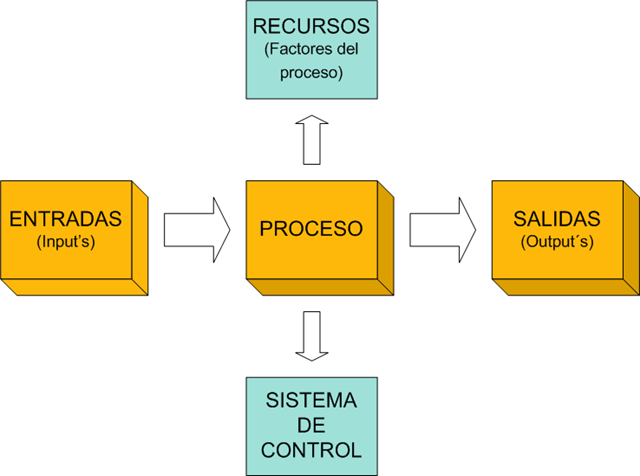 RECURSOS
(Factores del
proceso)
ENTRADAS
(Input's)
PROCESO
SALIDAS
(Output´s)
SISTEMA
DE
CONTROL